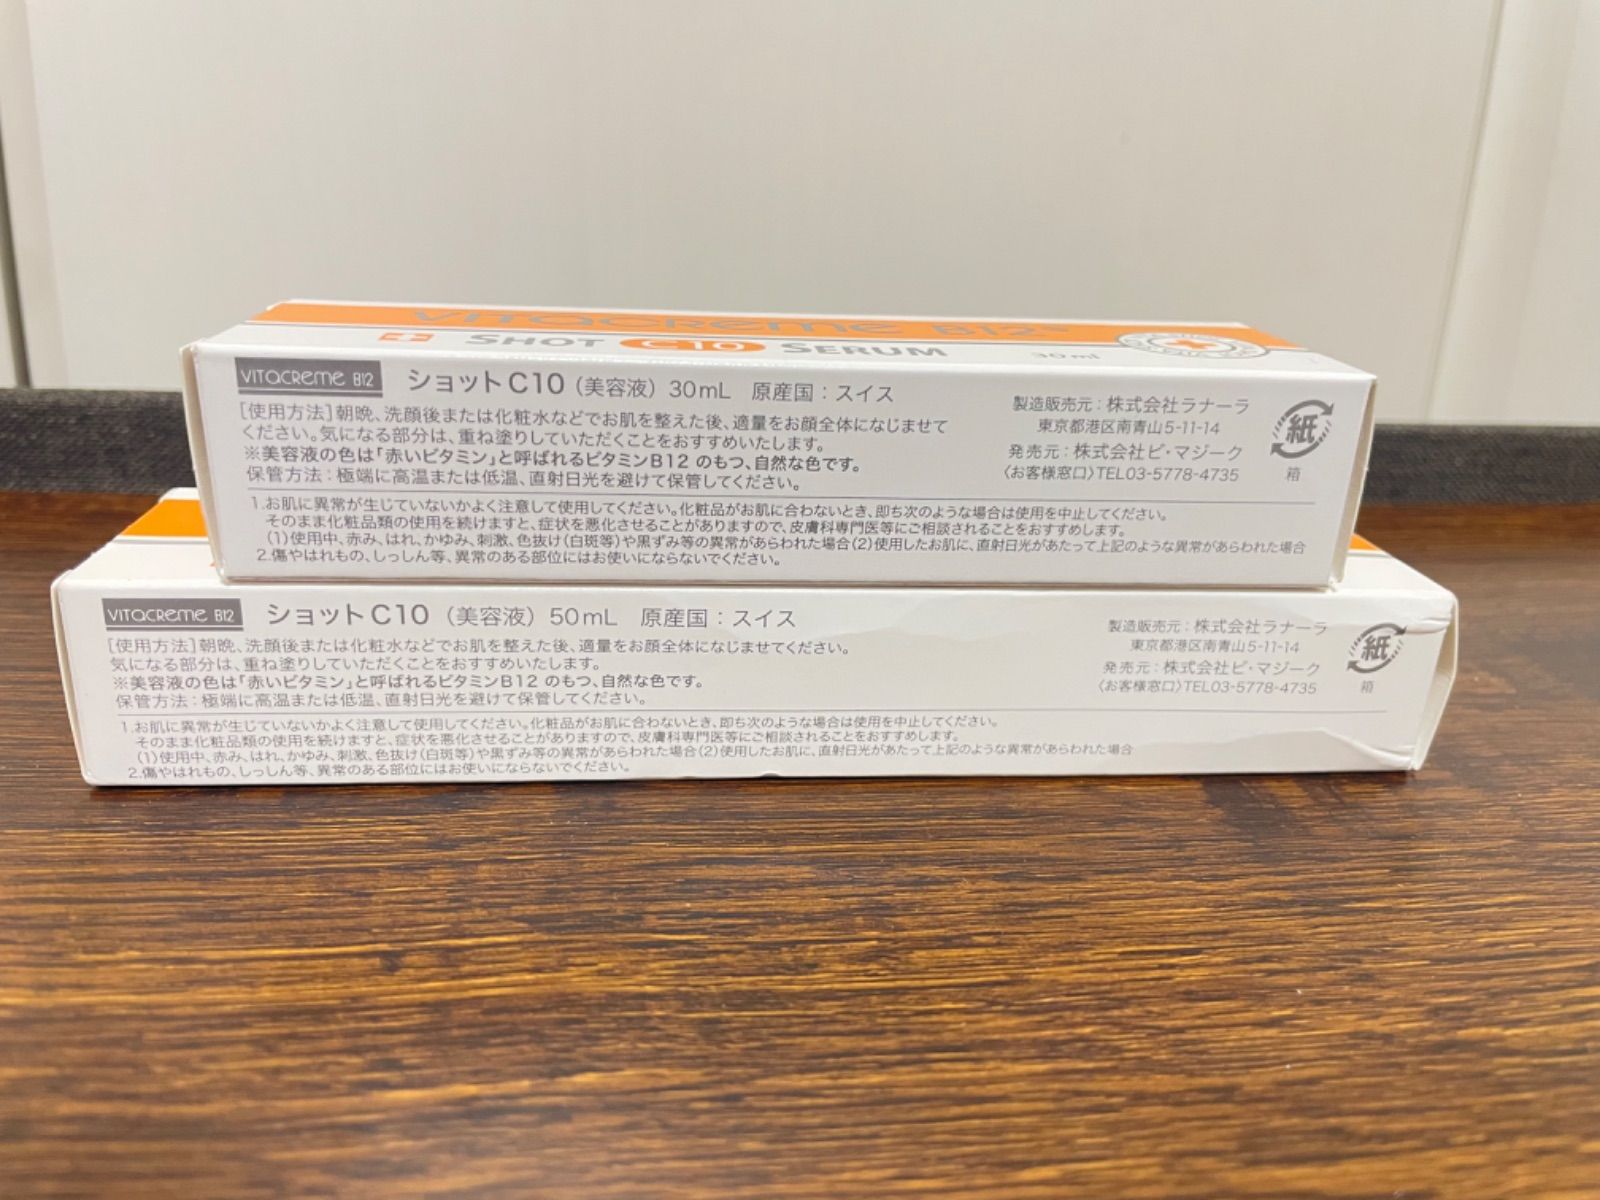 VITACREME B12
SHOT C10 SERUM 30 ml
VITACREME B12 ショット C10（美容液）30mL 原産国：スイス
［使用方法］朝晩、洗顔後または化粧水などでお肌を整えた後、適量をお顔全体になじませて
ください。気になる部分は、重ね塗りしていただくことをおすすめいたします。
※美容液の色は「赤いビタミン」と呼ばれるビタミンB12 のもつ、自然な色です。
保管方法：極端に高温または低温、直射日光を避けて保管してください。
製造販売元：株式会社ラナーラ
東京都港区南青山5-11-14
発売元：株式会社ビ・マジーク
〈お客様窓口〉TEL03-5778-4735
紙
箱
1.お肌に異常が生じていないかよく注意して使用してください。化粧品がお肌に合わないとき、即ち次のような場合は使用を中止してください。
そのまま化粧品類の使用を続けますと、症状を悪化させることがありますので、皮膚科専門医等にご相談されることをおすすめします。
(1)使用中、赤み、はれ、かゆみ、刺激、色抜け(白斑等)や黒ずみ等の異常があらわれた場合(2)使用したお肌に、直射日光があたって上記のような異常があらわれた場合
2.傷やはれもの、しっしん等、異常のある部位にはお使いにならないでください。
VITACREME B12 ショット C10（美容液）50mL 原産国：スイス
［使用方法］朝晩、洗顔後または化粧水などでお肌を整えた後、適量をお顔全体になじませてください。
気になる部分は、重ね塗りしていただくことをおすすめいたします。
※美容液の色は「赤いビタミン」と呼ばれるビタミンB12 のもつ、自然な色です。
保管方法：極端に高温または低温、直射日光を避けて保管してください。
製造販売元：株式会社ラナーラ
東京都港区南青山5-11-14
発売元：株式会社ビ・マジーク
〈お客様窓口〉TEL03-5778-4735
紙
箱
1.お肌に異常が生じていないかよく注意して使用してください。化粧品がお肌に合わないとき、即ち次のような場合は使用を中止してください。
そのまま化粧品類の使用を続けますと、症状を悪化させることがありますので、皮膚科専門医等にご相談されることをおすすめします。
(1)使用中、赤み、はれ、かゆみ、刺激、色抜け(白斑等)や黒ずみ等の異常があらわれた場合(2)使用したお肌に、直射日光があたって上記のような異常があらわれた場合
2.傷やはれもの、しっしん等、異常のある部位にはお使いにならないでください。